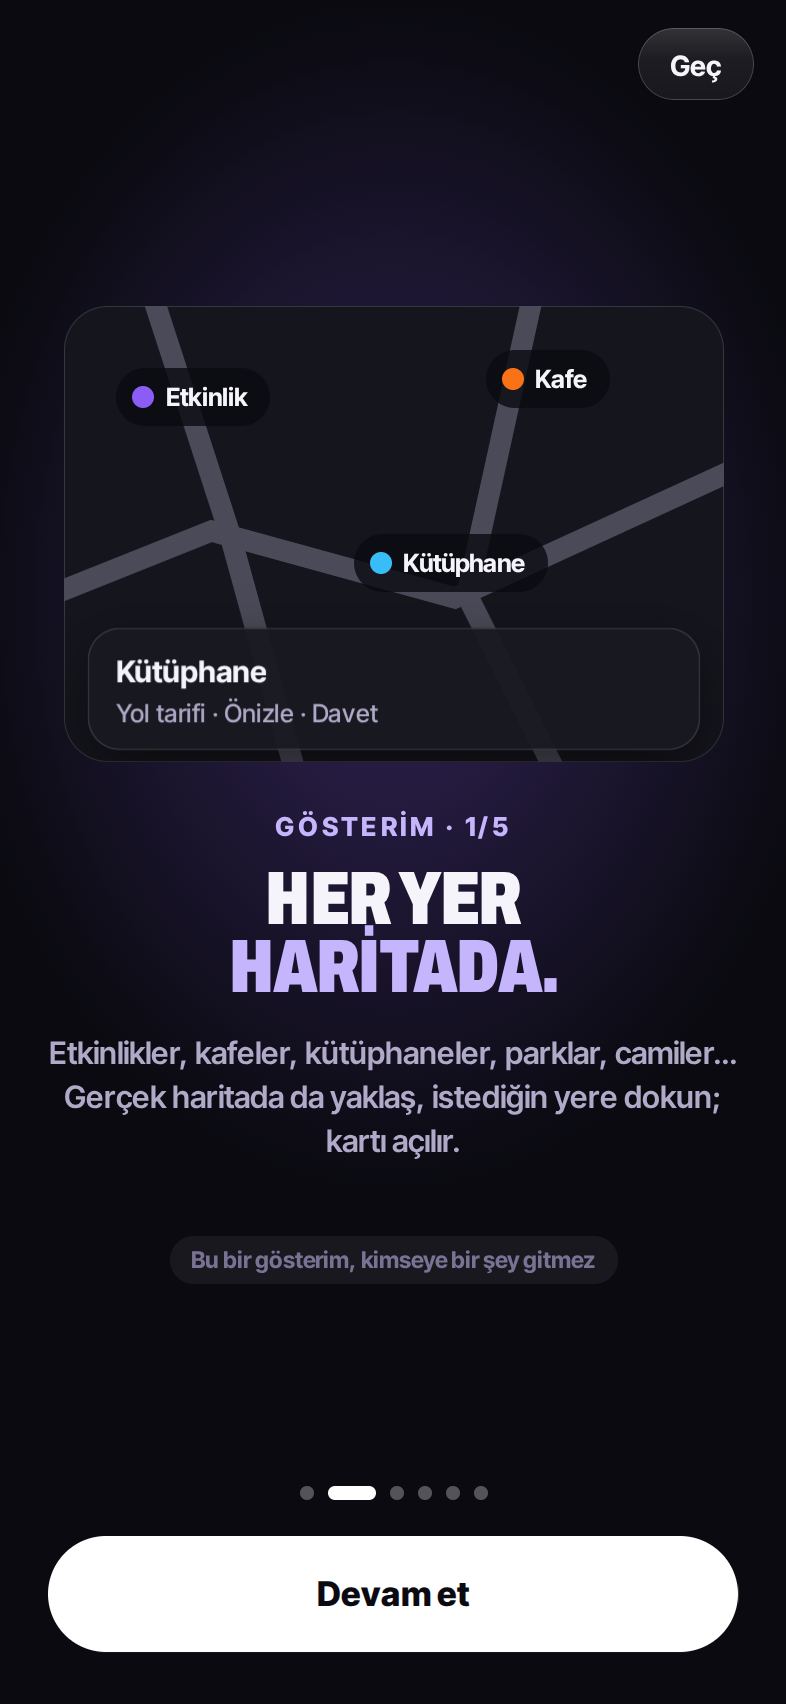 Geç
Etkinlik
Kafe
Kütüphane
Kütüphane
Yol tarifi · Önizle · Davet
GÖSTERİM · 1/5
HER YER
HARİTADA.
Etkinlikler, kafeler, kütüphaneler, parklar, camiler...
Gerçek haritada da yaklaş, istediğin yere dokun;
kartı açılır.
Bu bir gösterim, kimseye bir şey gitmez
Devam et